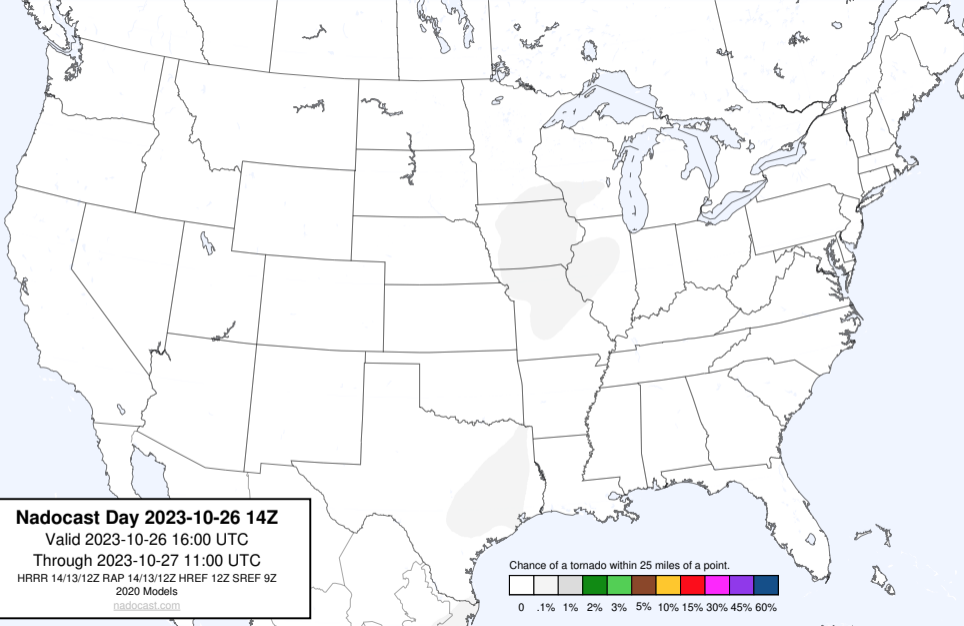 Nadocast Day 2023-10-26 14Z
Valid 2023-10-26 16:00 UTC
Through 2023-10-27 11:00 UTC
HRRR 14/13/12Z RAP 14/13/12Z HREF 12Z SREF 9Z
2020 Models
nadocast.com
Chance of a tornado within 25 miles of a point.
0 .1% 1% 2% 3% 5% 10% 15% 30% 45% 60%